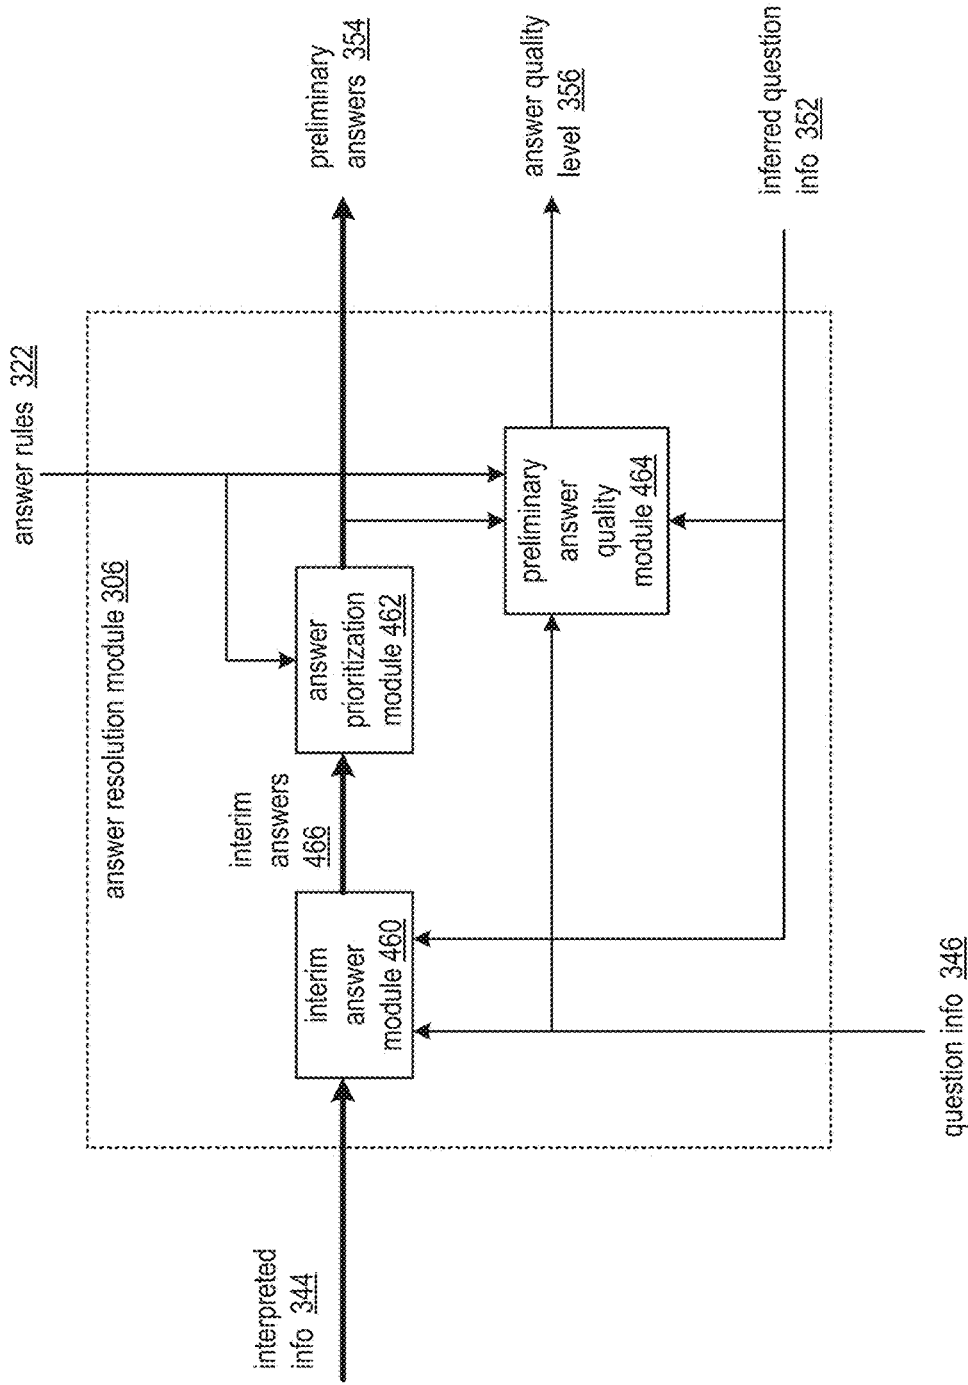 answer rules 322
answer resolution module 306
preliminary
answers 354
interim
answers
466
answer
prioritization
module 462
interpreted
info 344
interim
answer
module 460
answer quality
level 356
preliminary
answer
quality
module 464
inferred question
info 352
question info 346